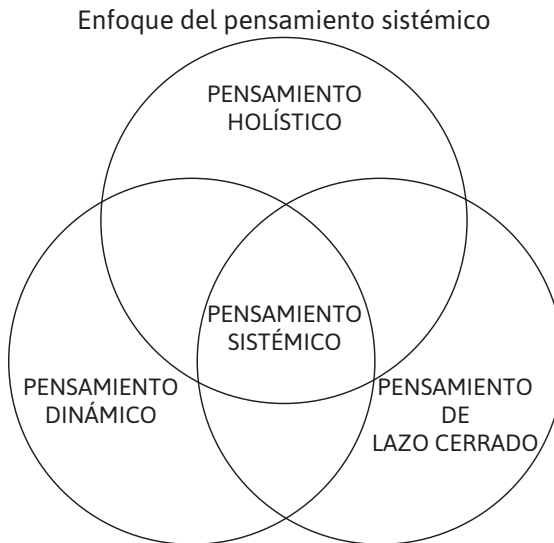 Enfoque del pensamiento sistémico
PENSAMIENTO
HOLÍSTICO
PENSAMIENTO
SISTÉMICO
PENSAMIENTO
DINÁMICO
PENSAMIENTO
DE
LAZO CERRADO